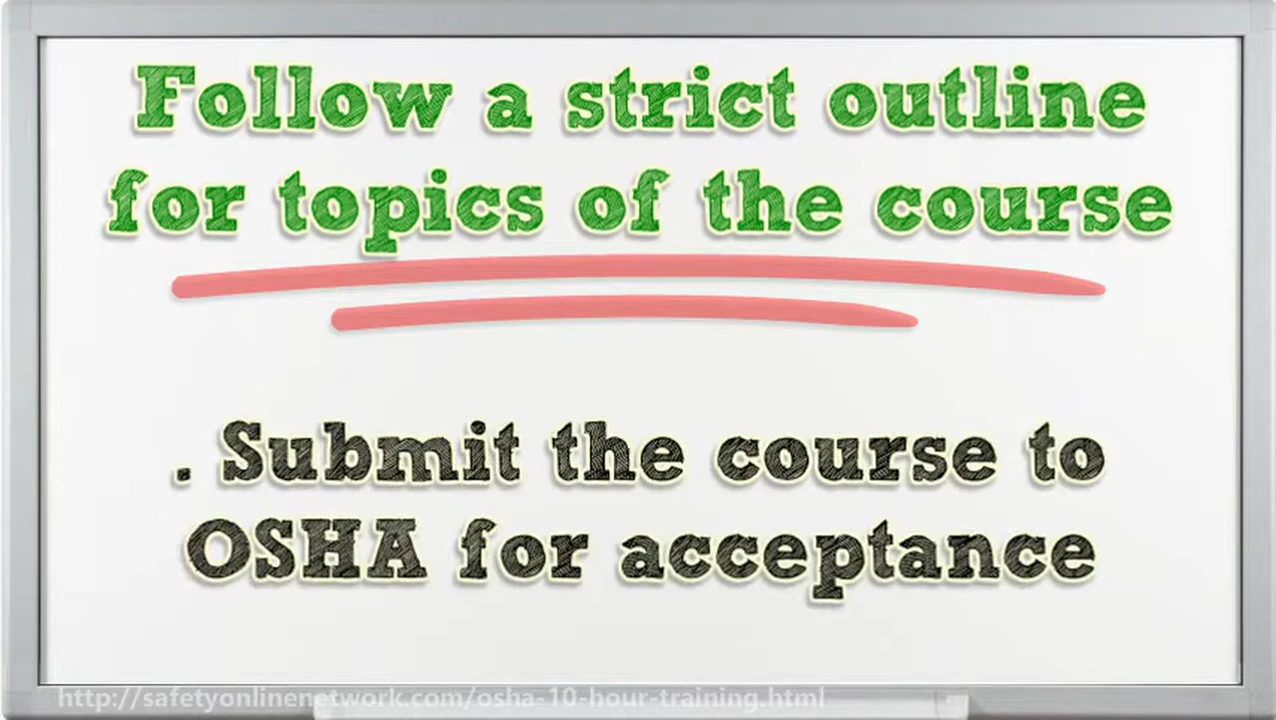 Follow a strict outline
for topics of the course
. Submit the course to
OSHA for acceptance
http://safetyonlinenetwork.com/osha-10-hour-training.html